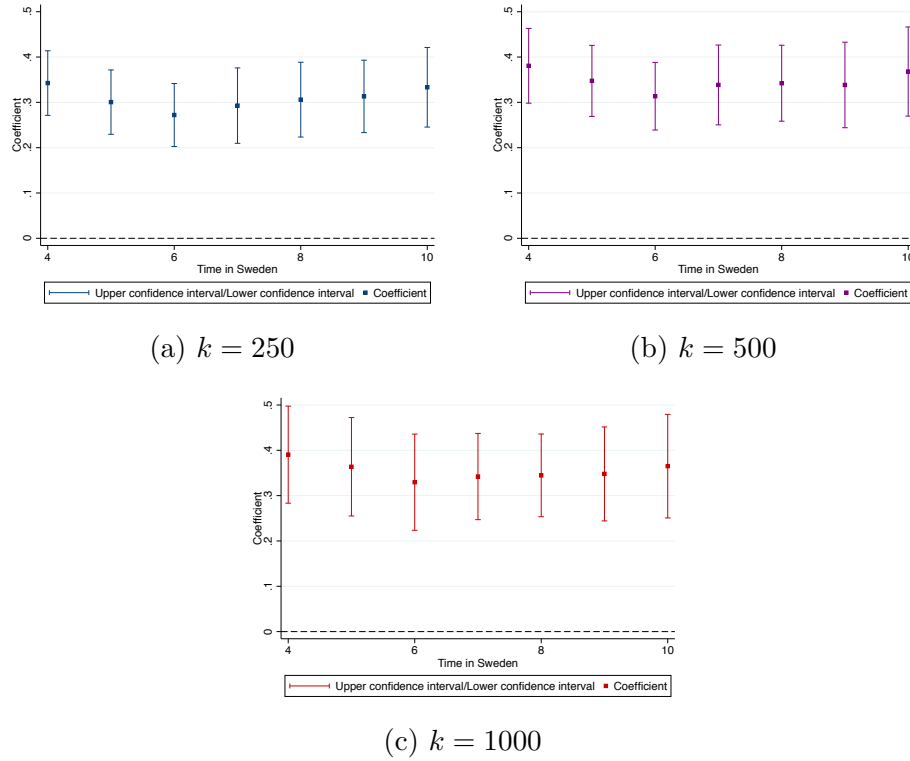 .5
.4
.3
.2
.1
0
Coefficient
4 6 8 10
Time in Sweden
Upper confidence interval/Lower confidence interval Coefficient
(a) k = 250
.5
.4
.3
.2
.1
0
Coefficient
4 6 8 10
Time in Sweden
Upper confidence interval/Lower confidence interval Coefficient
(b) k = 500
.5
.4
.3
.2
.1
0
Coefficient
4 6 8 10
Time in Sweden
Upper confidence interval/Lower confidence interval Coefficient
(c) k = 1000